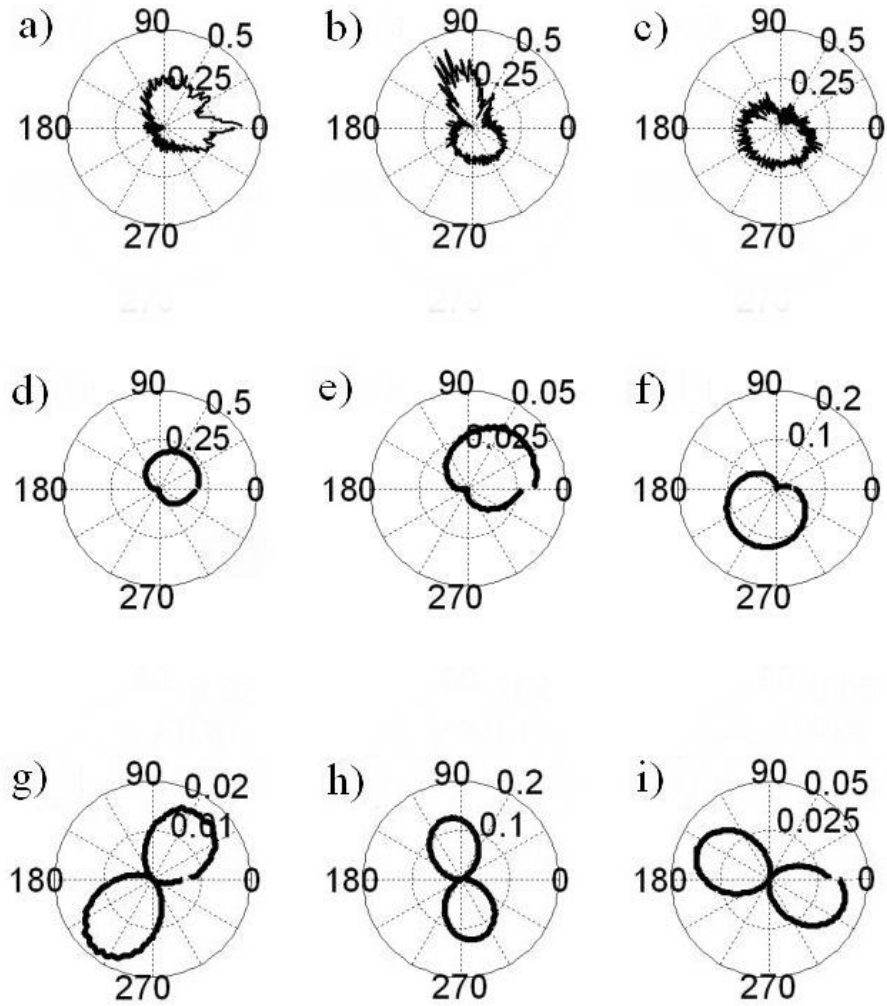 a) 90 0.5 0.25 180 0 270
b) 90 0.5 0.25 180 0 270
c) 90 0.5 0.25 180 0 270
d) 90 0.5 0.25 180 0 270
e) 90 0.05 0.025 180 0 270
f) 90 0.2 0.1 180 0 270
g) 90 0.02 0.01 180 0 270
h) 90 0.2 0.1 180 0 270
i) 90 0.05 0.025 180 0 270